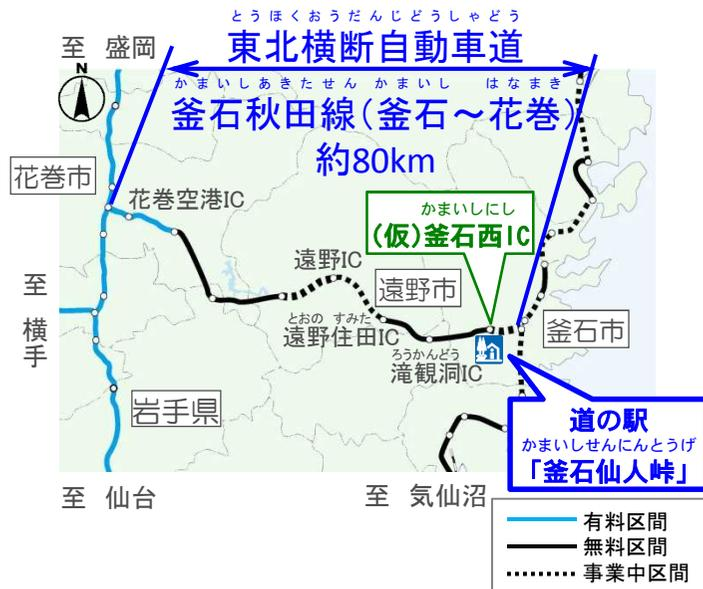 とうほくおうだんじどうしゃどう
至 盛岡
東北横断自動車道
N
かまいしあきたせん かまいし はなまき
釜石秋田線(釜石～花巻)
約80km
花巻市
花巻空港IC
かまいしにし
(仮)釜石西IC
遠野IC
遠野市
至 横手
とおの すみた
遠野住田IC
釜石市
ろうかんどう
滝観洞IC
岩手県
道の駅
かまいしせんにんとうげ
「釜石仙人峠」
至 仙台
至 気仙沼
有料区間
無料区間
事業中区間